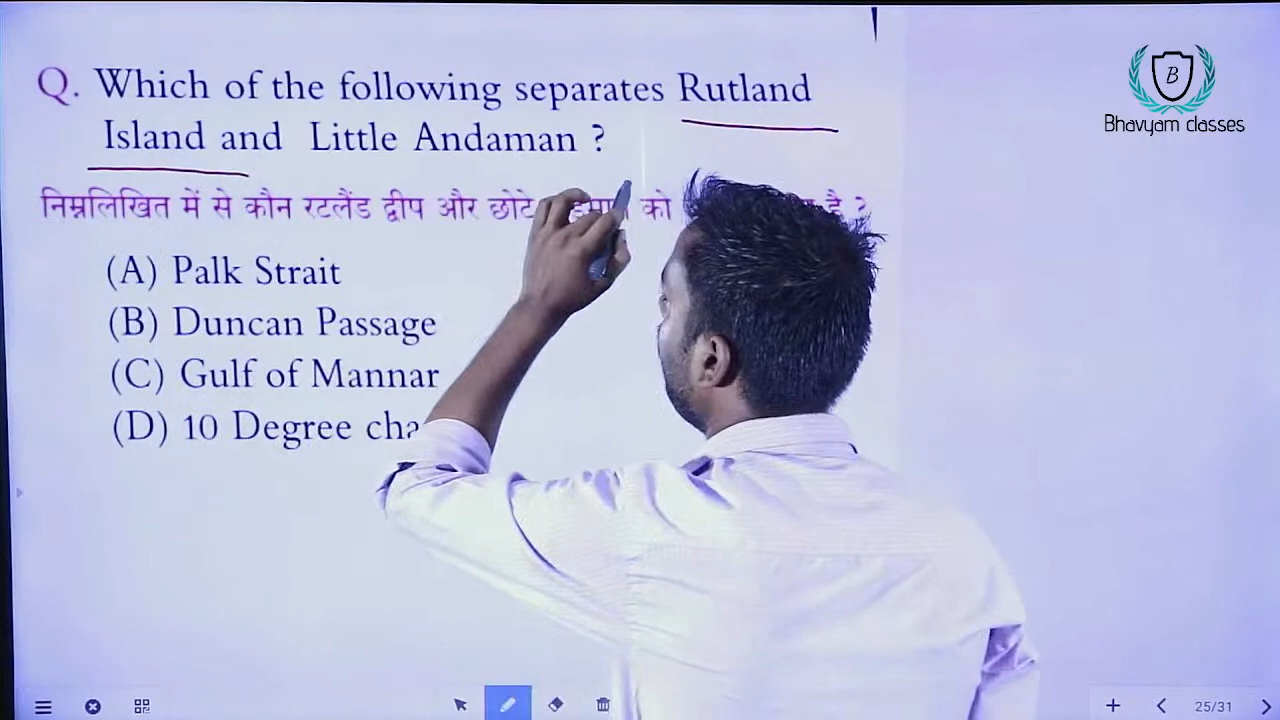 Q. Which of the following separates Rutland
Island and Little Andaman ?
निम्नलिखित में से कौन रटलैंड द्वीप और छोटे को है ?
(A) Palk Strait
(B) Duncan Passage
(C) Gulf of Mannar
(D) 10 Degree
B
Bhavyam classes
25/31